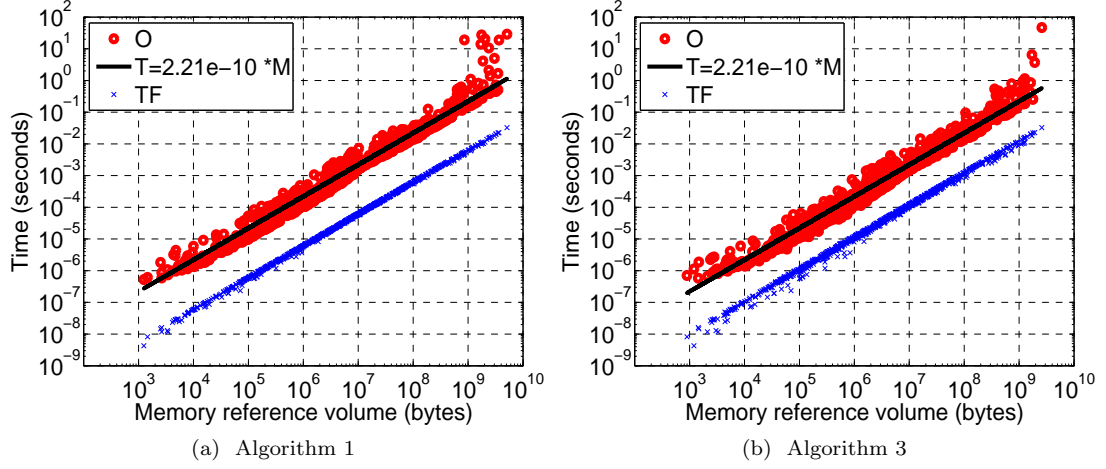 10^2
10^1
10^0
10^-1
10^-2
10^-3
10^-4
10^-5
10^-6
10^-7
10^-8
10^-9
Time (seconds)
O
T=2.21e−10 *M
TF
10^3 10^4 10^5 10^6 10^7 10^8 10^9 10^10
Memory reference volume (bytes)
(a) Algorithm 1
10^2
10^1
10^0
10^-1
10^-2
10^-3
10^-4
10^-5
10^-6
10^-7
10^-8
10^-9
Time (seconds)
O
T=2.21e−10 *M
TF
10^3 10^4 10^5 10^6 10^7 10^8 10^9 10^10
Memory reference volume (bytes)
(b) Algorithm 3